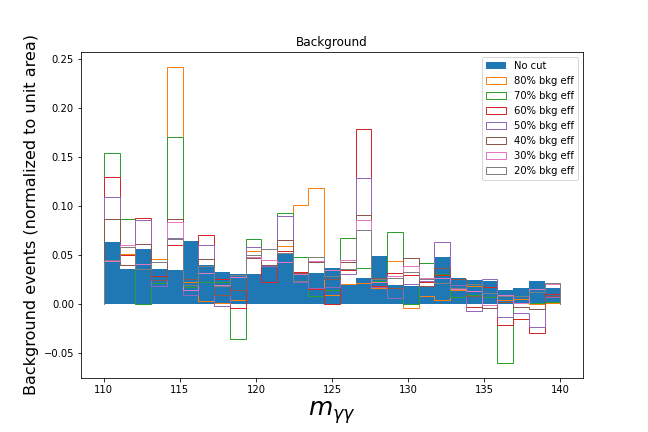 Background
Background events (normalized to unit area)
0.25
0.20
0.15
0.10
0.05
0.00
−0.05
No cut
80% bkg eff
70% bkg eff
60% bkg eff
50% bkg eff
40% bkg eff
30% bkg eff
20% bkg eff
110 115 120 125 130 135 140
mγγ